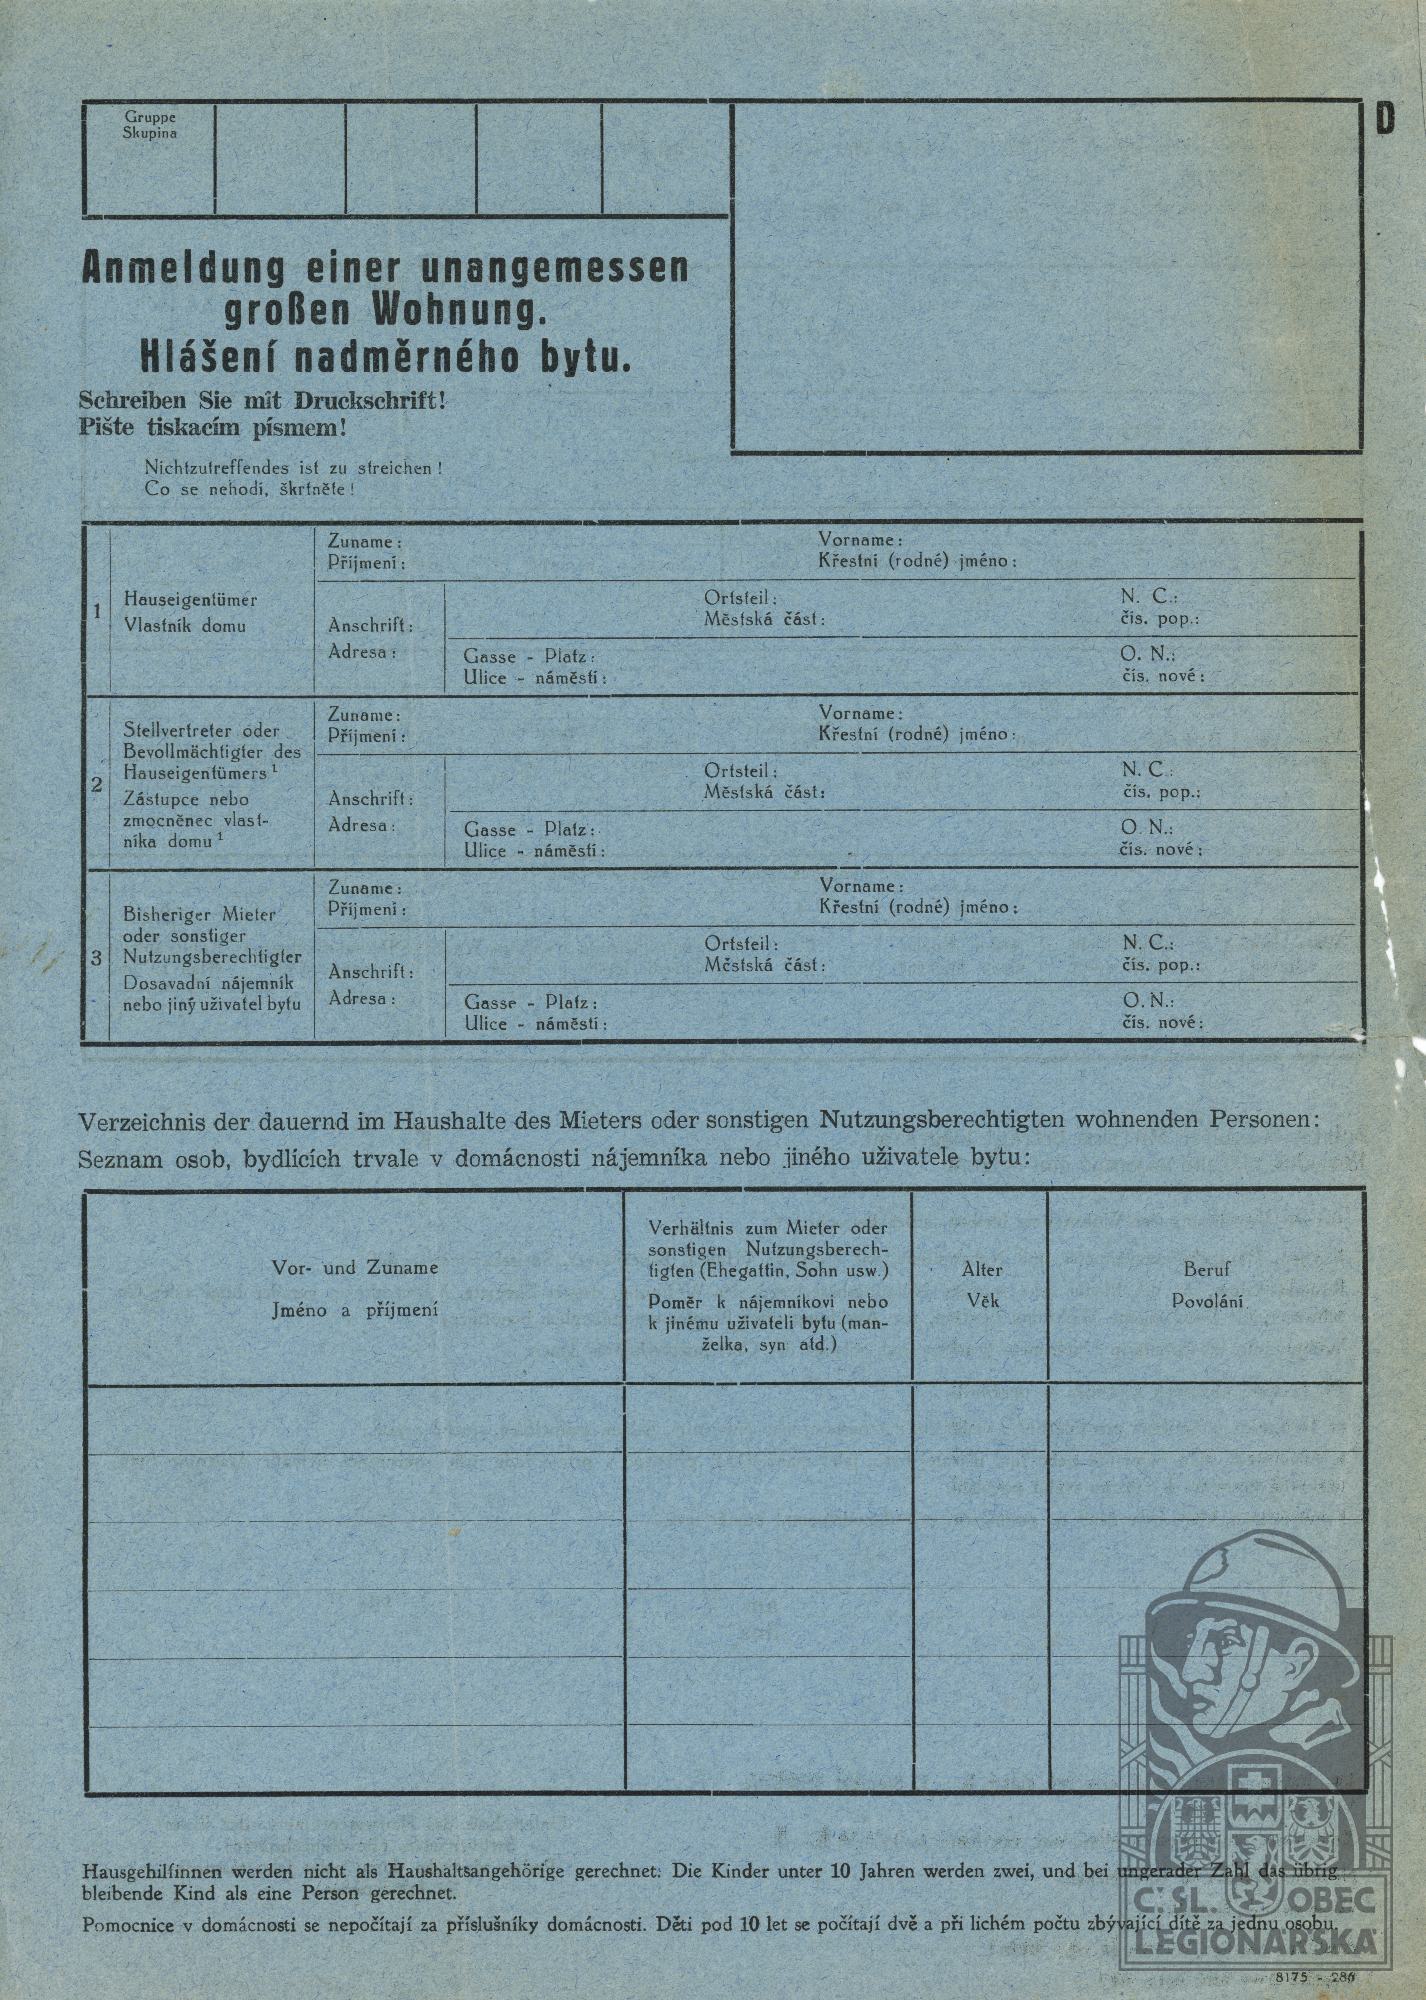 Gruppe
Skupina
D
Anmeldung einer unangemessen
großen Wohnung.
Hlášení nadměrného bytu.
Schreiben Sie mit Druckschrift!
Pište tiskacím písmem!
Nichtzutreffendes ist zu streichen!
Co se nehodí, škrtněte!
1
Hauseigentümer
Vlastník domu
Zuname:
Příjmení:
Vorname:
Křestní (rodné) jméno:
Anschrift:
Adresa:
Ortsteil:
Městská část:
N. C.:
čís. pop.:
Gasse - Platz:
Ulice - náměstí:
O. N.:
čís. nové:
2
Stellvertreter oder
Bevollmächtigter des
Hauseigentümers 1
Zástupce nebo
zmocněnec vlast-
níka domu 1
Zuname:
Příjmení:
Vorname:
Křestní (rodné) jméno:
Anschrift:
Adresa:
Ortsteil:
Městská část:
N. C.:
čís. pop.:
Gasse - Platz:
Ulice - náměstí:
O. N.:
čís. nové:
3
Bisheriger Mieter
oder sonstiger
Nutzungsberechtigter
Dosavadní nájemník
nebo jiný uživatel bytu
Zuname:
Příjmení:
Vorname:
Křestní (rodné) jméno:
Anschrift:
Adresa:
Ortsteil:
Městská část:
N. C.:
čís. pop.:
Gasse - Platz:
Ulice - náměstí:
O. N.:
čís. nové:
Verzeichnis der dauernd im Haushalte des Mieters oder sonstigen Nutzungsberechtigten wohnenden Personen:
Seznam osob, bydlících trvale v domácnosti nájemníka nebo jiného uživatele bytu:
Vor- und Zuname
Jméno a příjmení
Verhältnis zum Mieter oder
sonstigen Nutzungsberech-
tigten (Ehegattin, Sohn usw.)
Poměr k nájemníkovi nebo
k jinému uživateli bytu (man-
želka, syn atd.)
Alter
Věk
Beruf
Povolání
Hausgehilfinnen werden nicht als Haushaltsangehörige gerechnet. Die Kinder unter 10 Jahren werden zwei, und bei ungerader Zahl das übrig
bleibende Kind als eine Person gerechnet.
Pomocnice v domácnosti se nepočítají za příslušníky domácnosti. Děti pod 10 let se počítají dvě a při lichém počtu zbývající dítě za jednu osobu.
Č. SL. OBEC
LEGIONÁŘSKÁ
8175 - 286